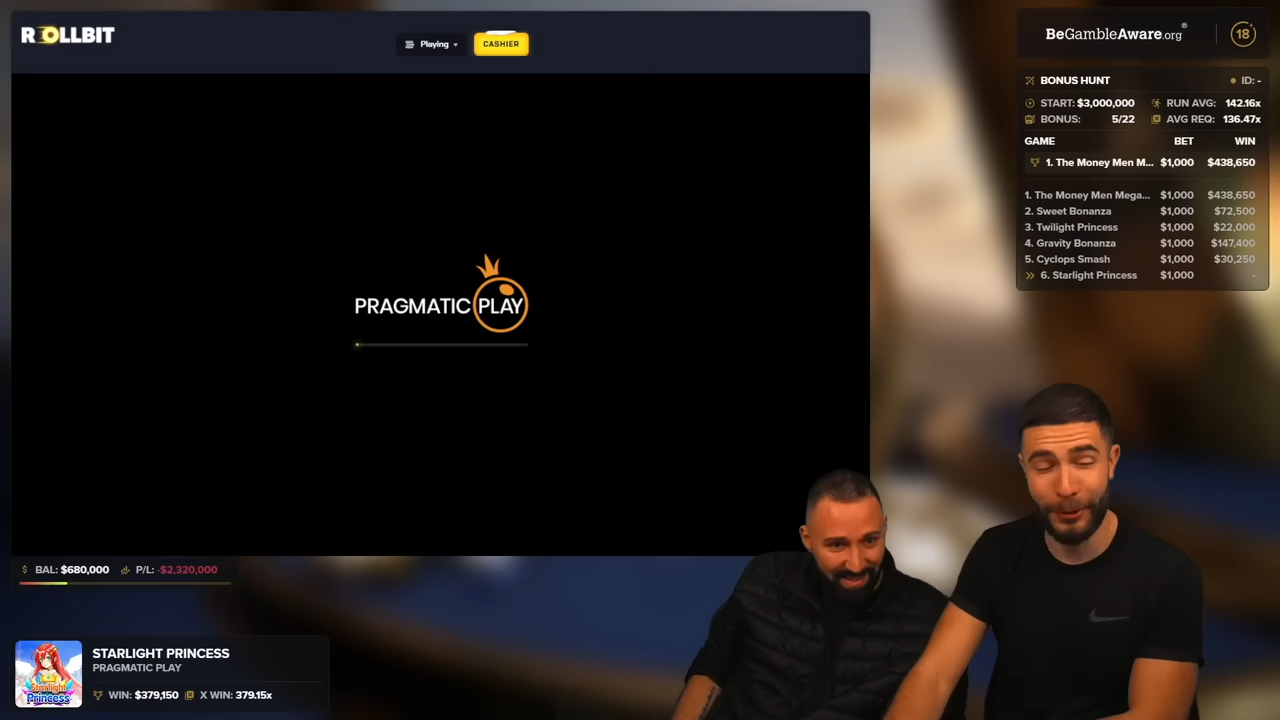 ROLLBIT
Playing
CASHIER
PRAGMATIC PLAY
BAL: $680,000 P/L: -$2,320,000
STARLIGHT PRINCESS
PRAGMATIC PLAY
WIN: $379,150 X WIN: 379.15x
Starlight
Princess
BeGambleAware.org®
18+
BONUS HUNT ID: -
START: $3,000,000 RUN AVG: 142.16x
BONUS: 5/22 AVG REQ: 136.47x
GAME BET WIN
1. The Money Men M... $1,000 $438,650
1. The Money Men Mega... $1,000 $438,650
2. Sweet Bonanza $1,000 $72,500
3. Twilight Princess $1,000 $22,000
4. Gravity Bonanza $1,000 $147,400
5. Cyclops Smash $1,000 $30,250
6. Starlight Princess $1,000 -